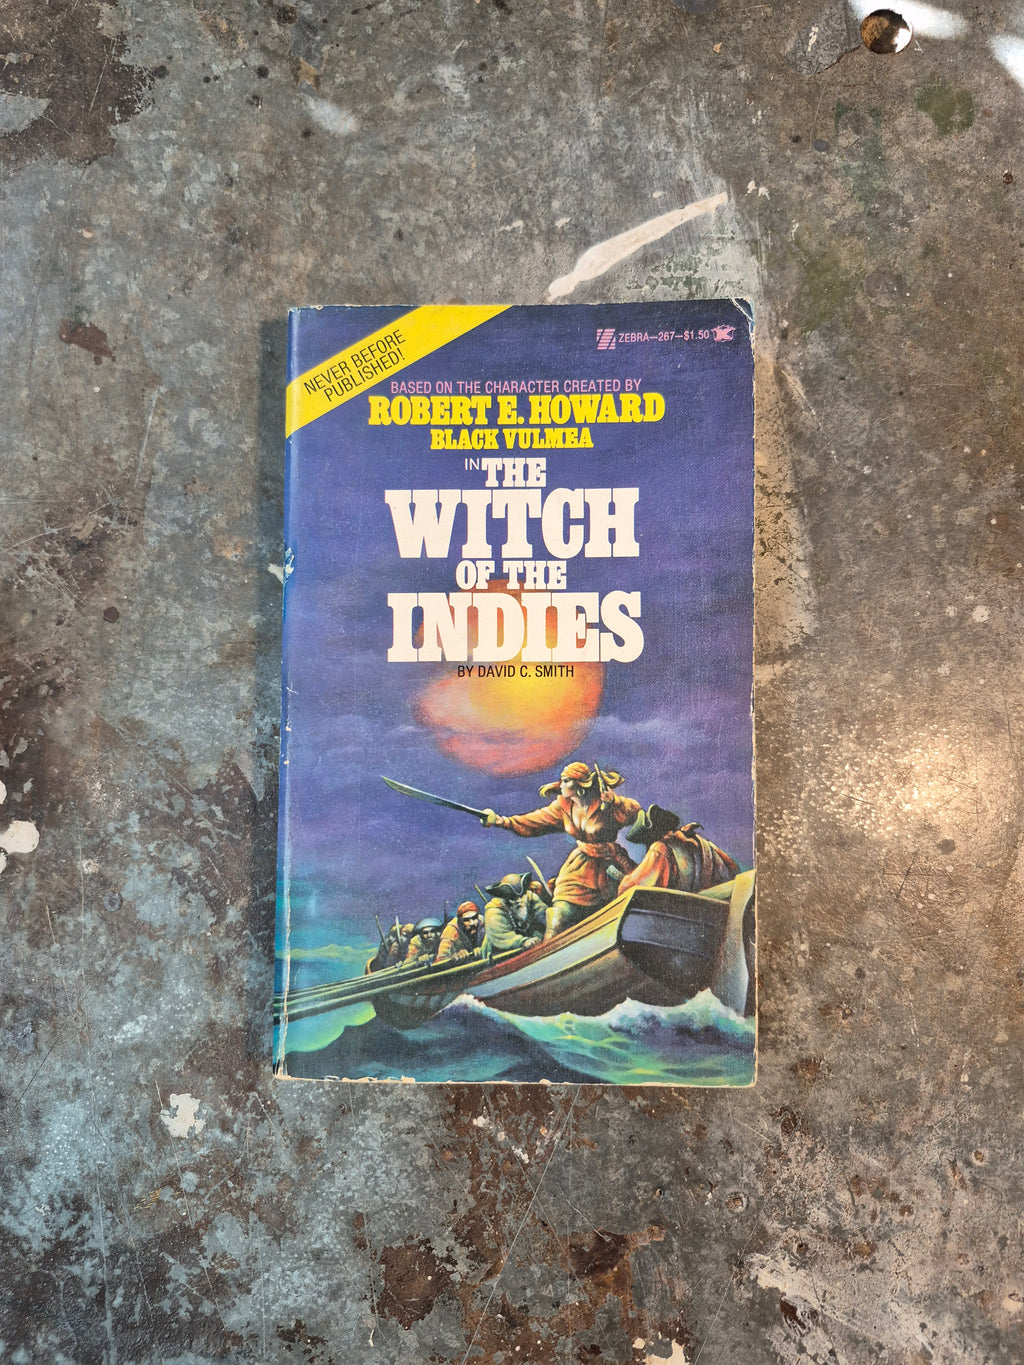 NEVER BEFORE
PUBLISHED!
ZEBRA—267—$1.50
BASED ON THE CHARACTER CREATED BY
ROBERT E. HOWARD
BLACK VULMEA
IN THE
WITCH
OF THE
INDIES
BY DAVID C. SMITH